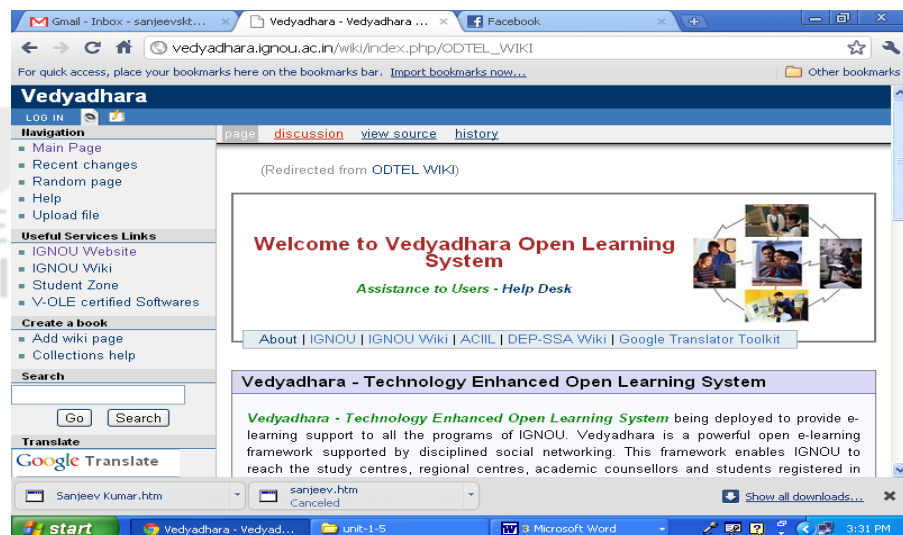 Gmail - Inbox - sanjeevskt...
Vedyadhara - Vedyadhara ...
Facebook
vedyadhara.ignou.ac.in/wiki/index.php/ODTEL_WIKI
For quick access, place your bookmarks here on the bookmarks bar. Import bookmarks now...
Other bookmarks
Vedyadhara
LOG IN
Navigation
Main Page
Recent changes
Random page
Help
Upload file
Useful Services Links
IGNOU Website
IGNOU Wiki
Student Zone
V-OLE certified Softwares
Create a book
Add wiki page
Collections help
Search
Go Search
Translate
Google Translate
page discussion view source history
(Redirected from ODTEL WIKI)
Welcome to Vedyadhara Open Learning
System
Assistance to Users - Help Desk
About | IGNOU | IGNOU Wiki | ACIIL | DEP-SSA Wiki | Google Translator Toolkit
Vedyadhara - Technology Enhanced Open Learning System
Vedyadhara - Technology Enhanced Open Learning System being deployed to provide e-
learning support to all the programs of IGNOU. Vedyadhara is a powerful open e-learning
framework supported by disciplined social networking. This framework enables IGNOU to
reach the study centres, regional centres, academic counsellors and students registered in
Sanjeev Kumar.htm
sanjeev.htm
Canceled
Show all downloads...
start
Vedyadhara - Vedyad...
unit-1-5
3 Microsoft Word
3:31 PM